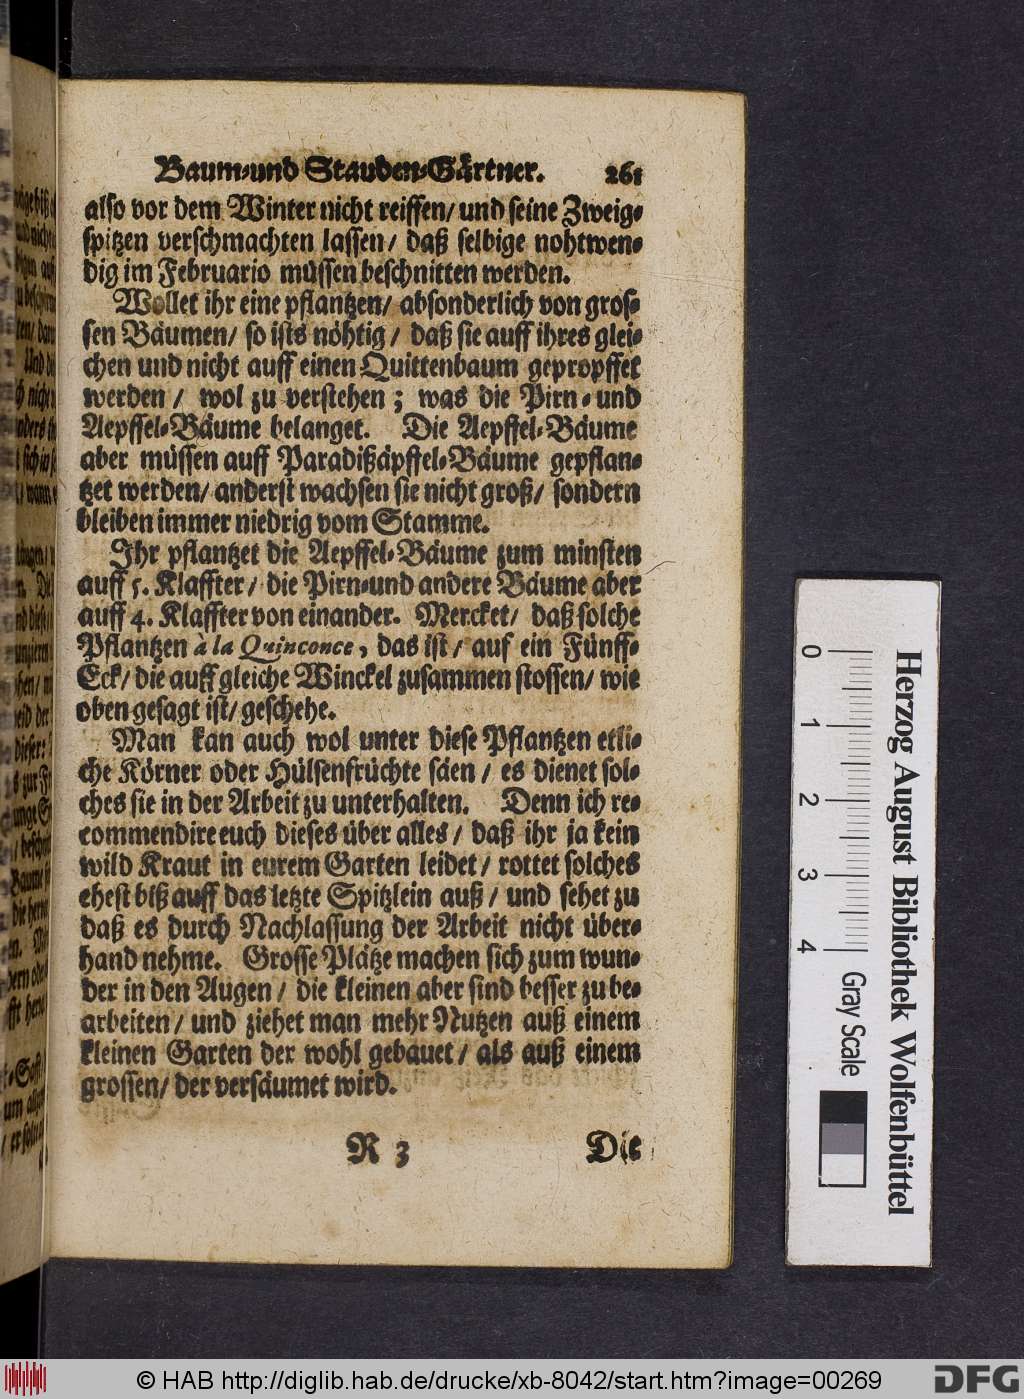 Baum-und Stauden-Gärtner. 261
also vor dem Winter nicht reiffen/ und seine Zweig-
spitzen verschmachten lassen/ daß selbige nohtwen-
dig im Februario müssen beschnitten werden.
Wollet ihr eine pflantzen/ absonderlich von gros-
sen Bäumen/ so ists nöhtig/ daß sie auff ihres glei-
chen und nicht auff einen Quittenbaum gepropffet
werden/ wol zu verstehen; was die Pirn-und
Aepffel-Bäume belanget. Die Aepffel-Bäume
aber müssen auff Paradißäpffel-Bäume gepflan-
tzet werden/ anderst wachsen sie nicht groß/ sondern
bleiben immer niedrig vom Stamme.
Ihr pflantzet die Aepffel-Bäume zum minsten
auff 5. Klaffter/ die Pirn-und andere Bäume aber
auff 4. Klaffter von einander. Mercket/ daß solche
Pflantzen à la Quinconce, das ist/ auf ein Fünff-
Eck/ die auff gleiche Winckel zusammen stossen/ wie
oben gesagt ist/ geschehe.
Man kan auch wol unter diese Pflantzen etli-
che Körner oder Hülsenfrüchte säen/ es dienet sol-
ches sie in der Arbeit zu unterhalten. Denn ich re-
commendire euch dieses über alles/ daß ihr ja kein
wild Kraut in eurem Garten leidet/ rottet solches
ehest biß auff das letzte Spitzlein auß/ und sehet zu
daß es durch Nachlassung der Arbeit nicht über-
hand nehme. Grosse Plätze machen sich zum wun-
der in den Augen/ die kleinen aber sind besser zu be-
arbeiten/ und ziehet man mehr Nutzen auß einem
kleinen Garten der wohl gebauet/ als auß einem
grossen/ der versäumet wird.
R 3 Die
0 1 2 3 4 Gray Scale
Herzog August Bibliothek Wolfenbüttel
© HAB http://diglib.hab.de/drucke/xb-8042/start.htm?image=00269
DFG